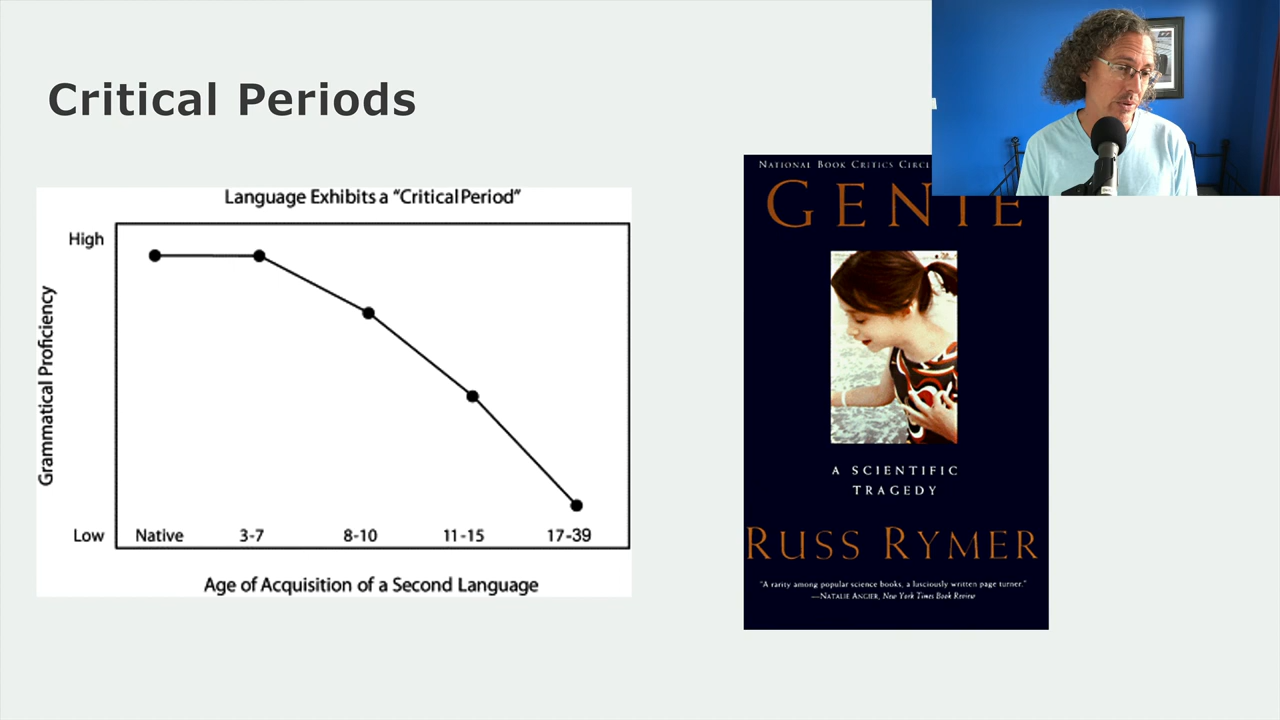 Critical Periods
Language Exhibits a “Critical Period”
High
Grammatical Proficiency
Low
Native
3-7
8-10
11-15
17-39
Age of Acquisition of a Second Language
NATIONAL BOOK CRITICS
GENIE
A SCIENTIFIC
TRAGEDY
RUSS RYMER
“A rarity among popular science books, a lusciously written page turner.”
—NATALIE ANGIER, New York Times Book Review